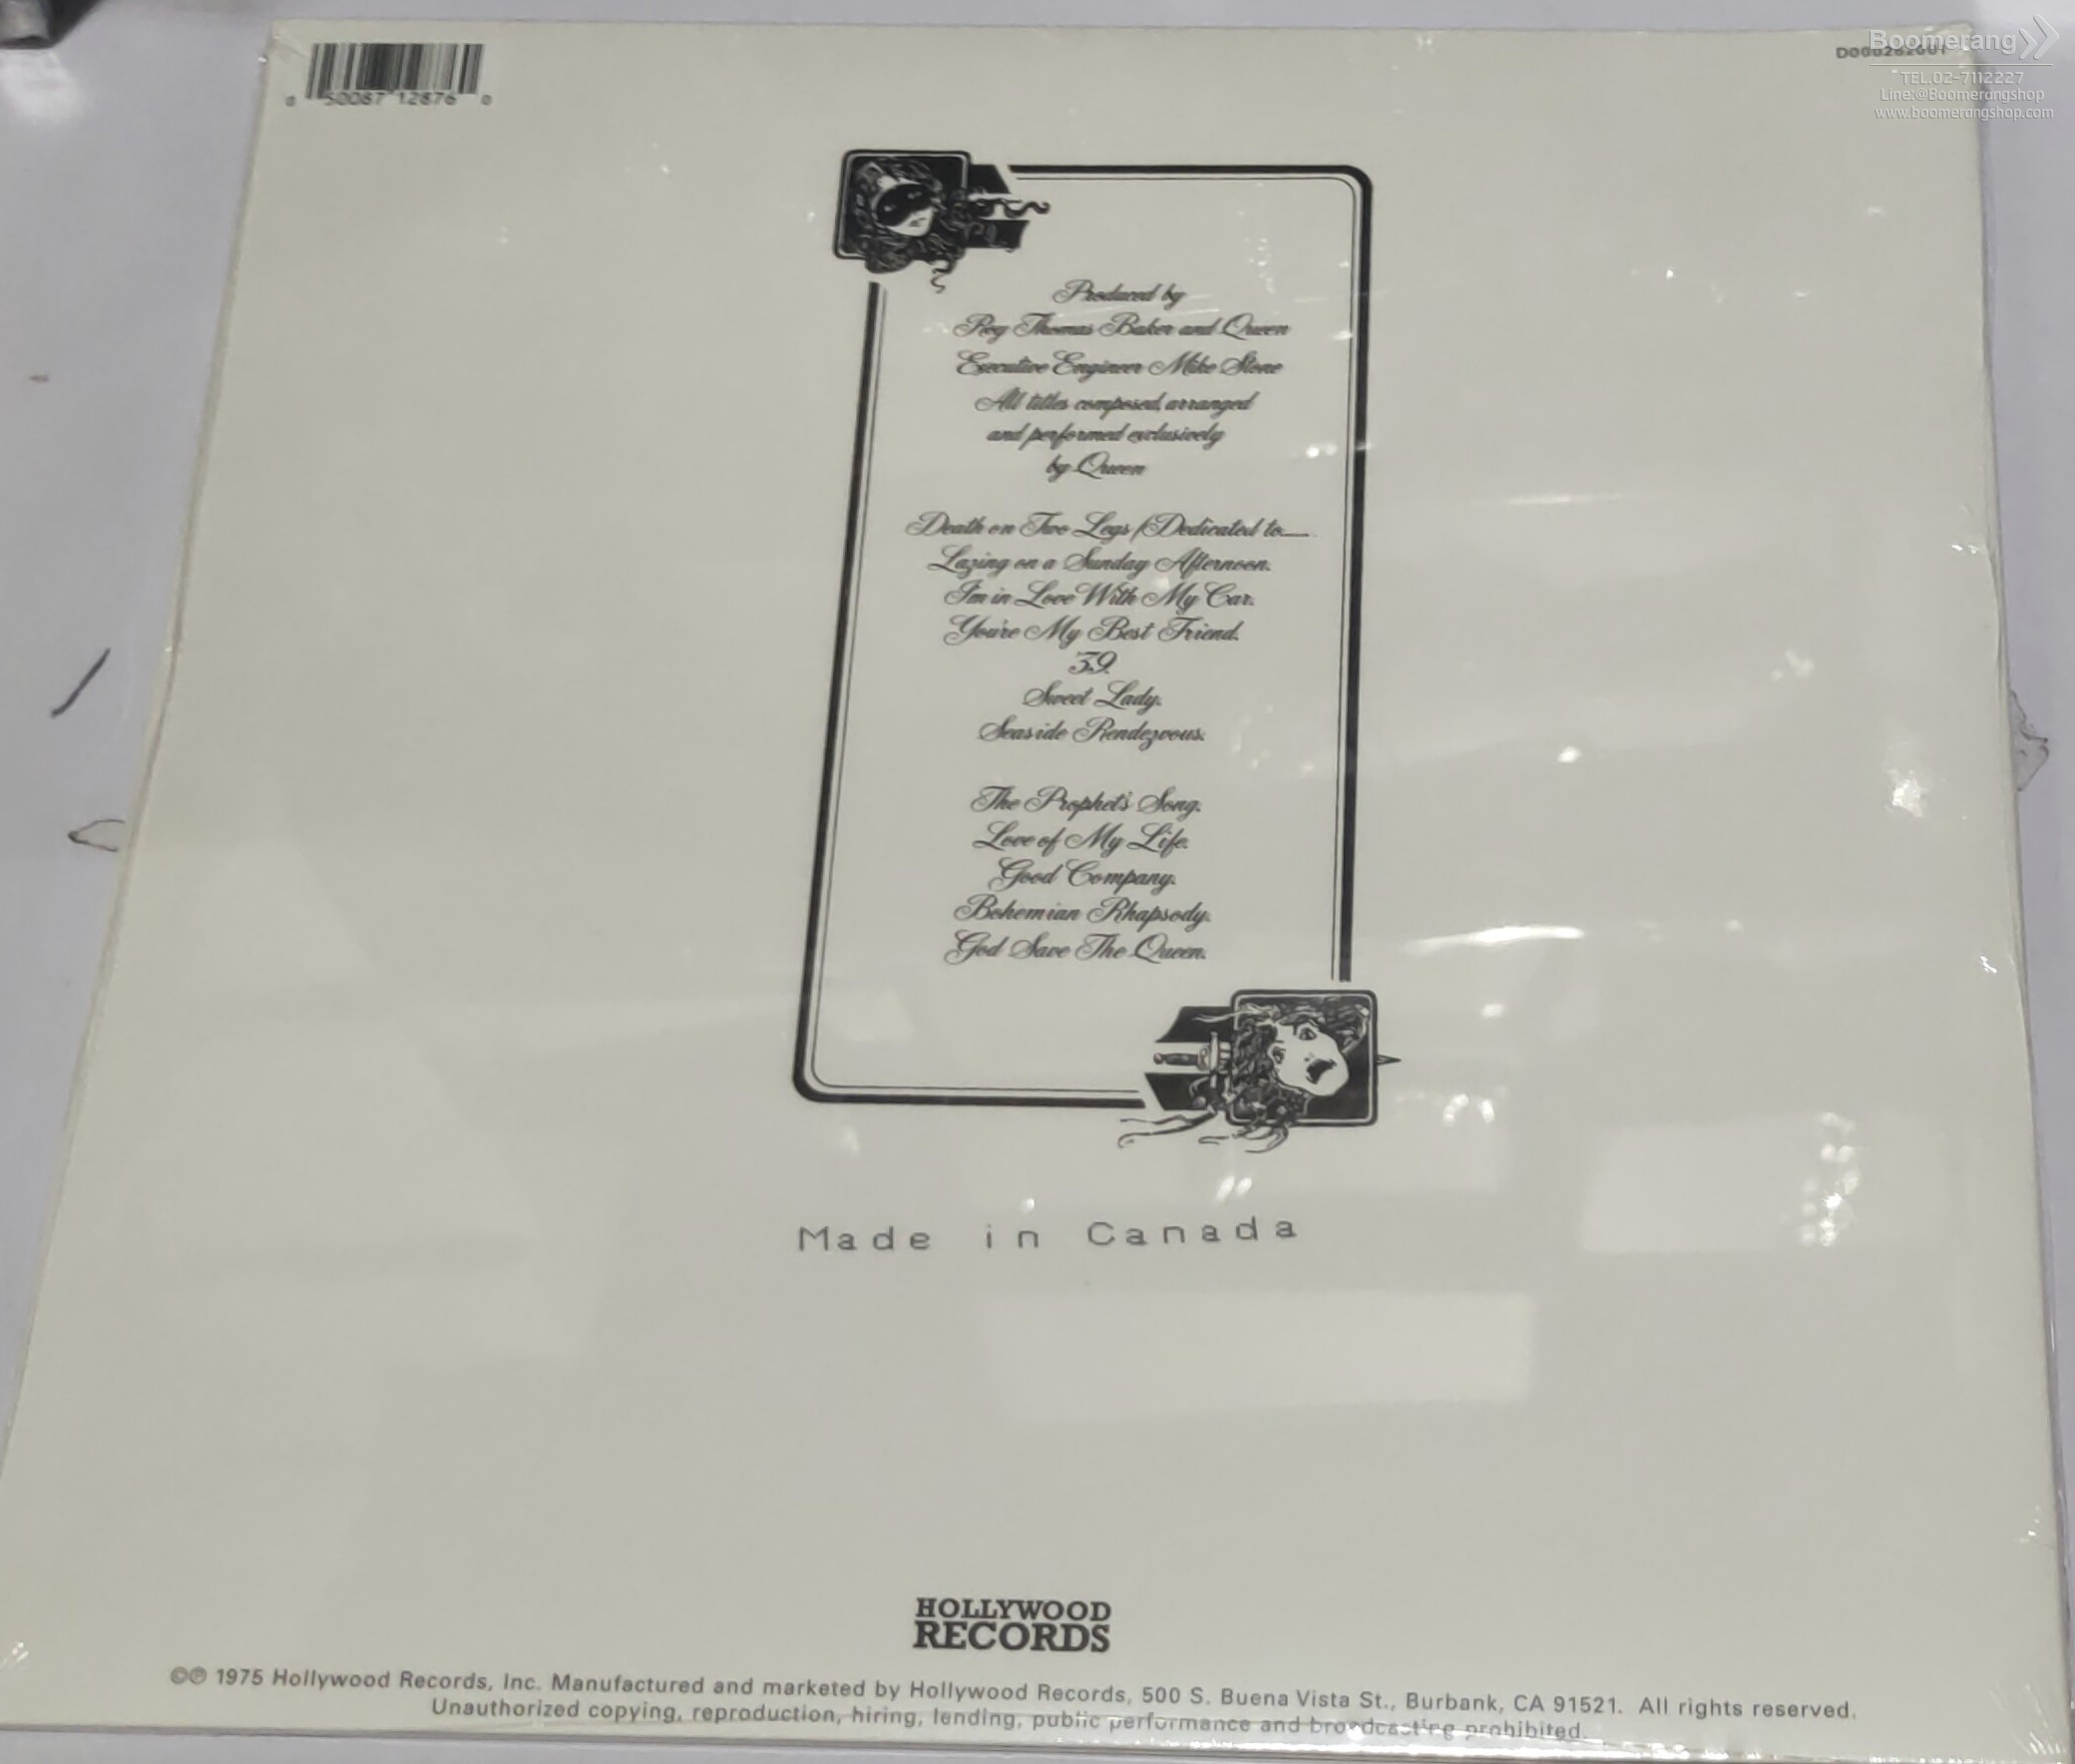 0 50087 12876 0
Boomerang
TEL.02-7112227
Line:@Boomerangshop
www.boomerangshop.com
Produced by
Roy Thomas Baker and Queen
Executive Engineer Mike Stone
All titles composed, arranged
and performed exclusively
by Queen
Death on Two Legs (Dedicated to......
Lazing on a Sunday Afternoon.
I'm in Love With My Car.
You're My Best Friend.
39.
Sweet Lady.
Seaside Rendezvous.
The Prophet's Song.
Love of My Life.
Good Company.
Bohemian Rhapsody.
God Save The Queen.
Made in Canada
HOLLYWOOD
RECORDS
©℗ 1975 Hollywood Records, Inc. Manufactured and marketed by Hollywood Records, 500 S. Buena Vista St., Burbank, CA 91521. All rights reserved.
Unauthorized copying, reproduction, hiring, lending, public performance and broadcasting prohibited.